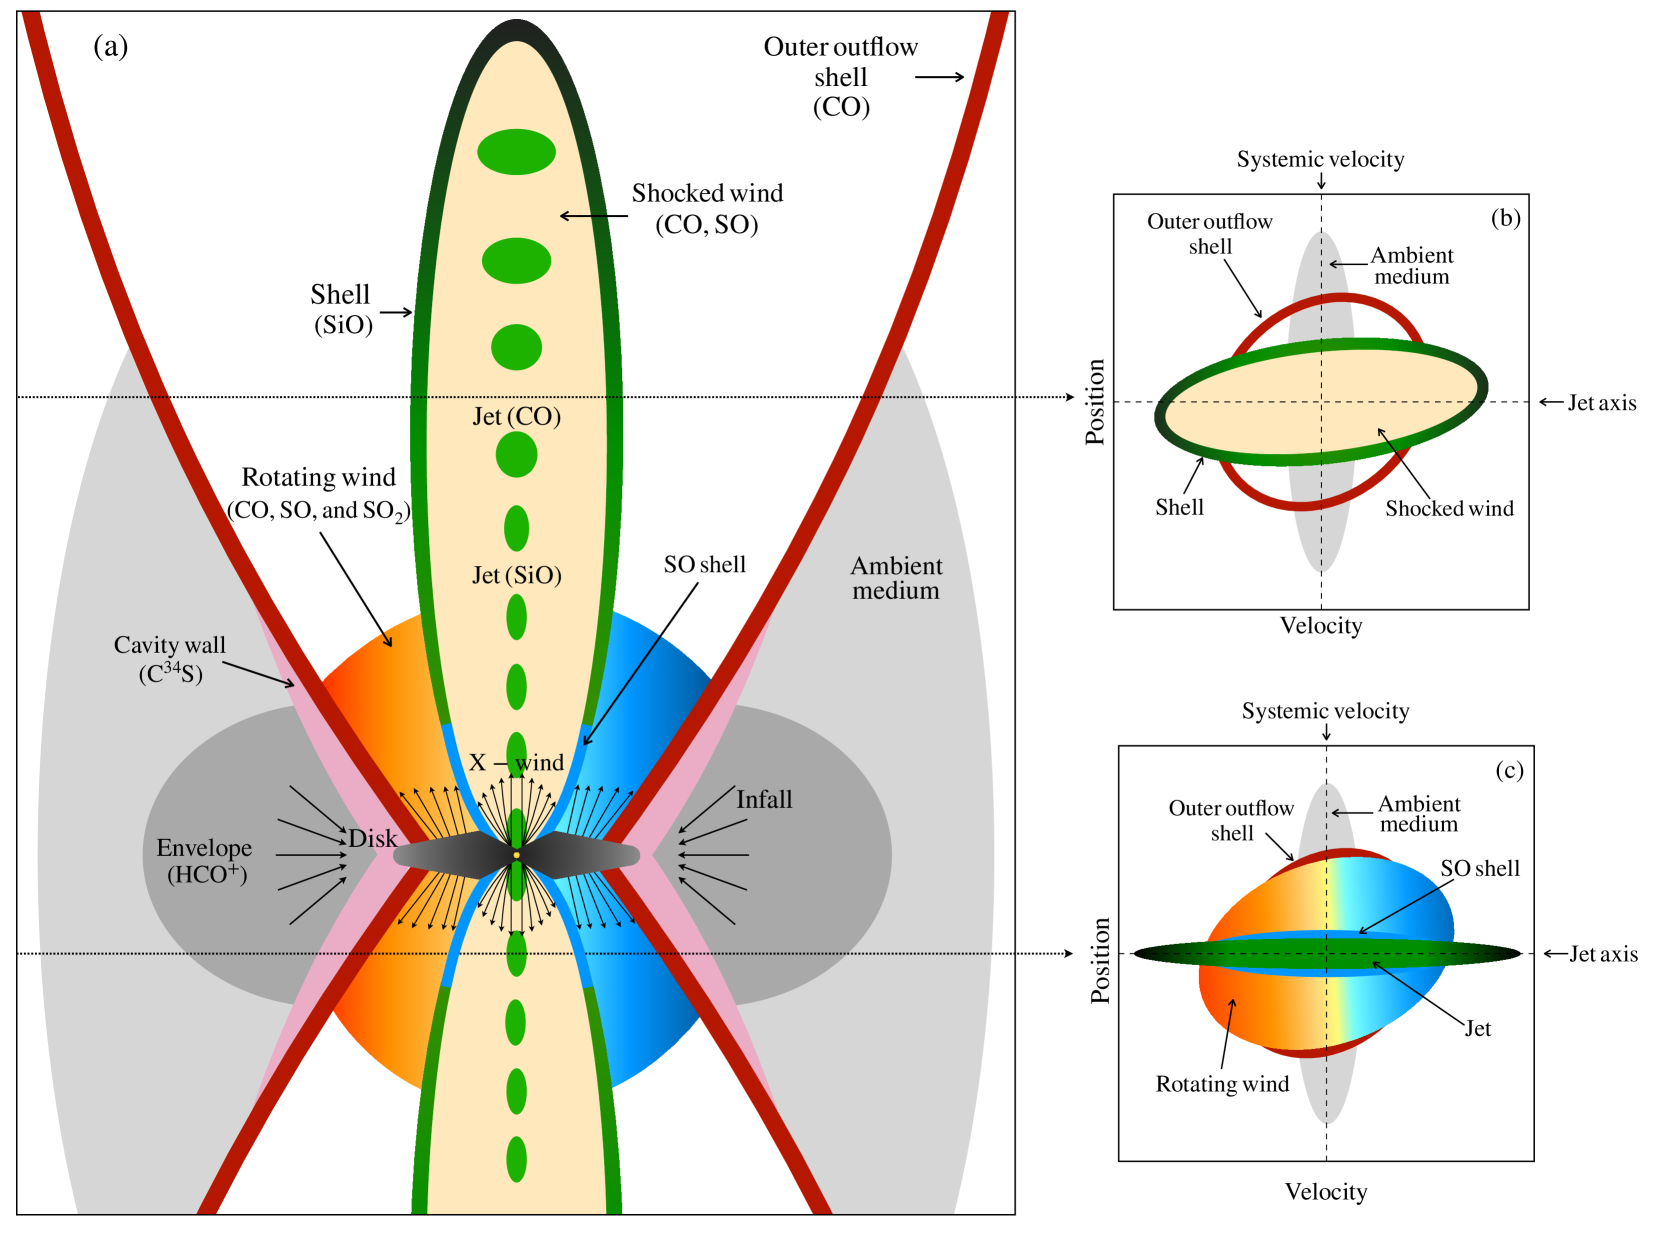 (a)
Outer outflow
shell
(CO)
Shocked wind
(CO, SO)
Shell
(SiO)
Jet (CO)
Rotating wind
(CO, SO, and SO₂)
Jet (SiO)
SO shell
Ambient
medium
Cavity wall
(C³⁴S)
X – wind
Infall
Disk
Envelope
(HCO⁺)
Systemic velocity
(b)
Outer outflow
shell
Ambient
medium
Position
Jet axis
Shell
Shocked wind
Velocity
Systemic velocity
(c)
Outer outflow
shell
Ambient
medium
SO shell
Position
Jet axis
Jet
Rotating wind
Velocity